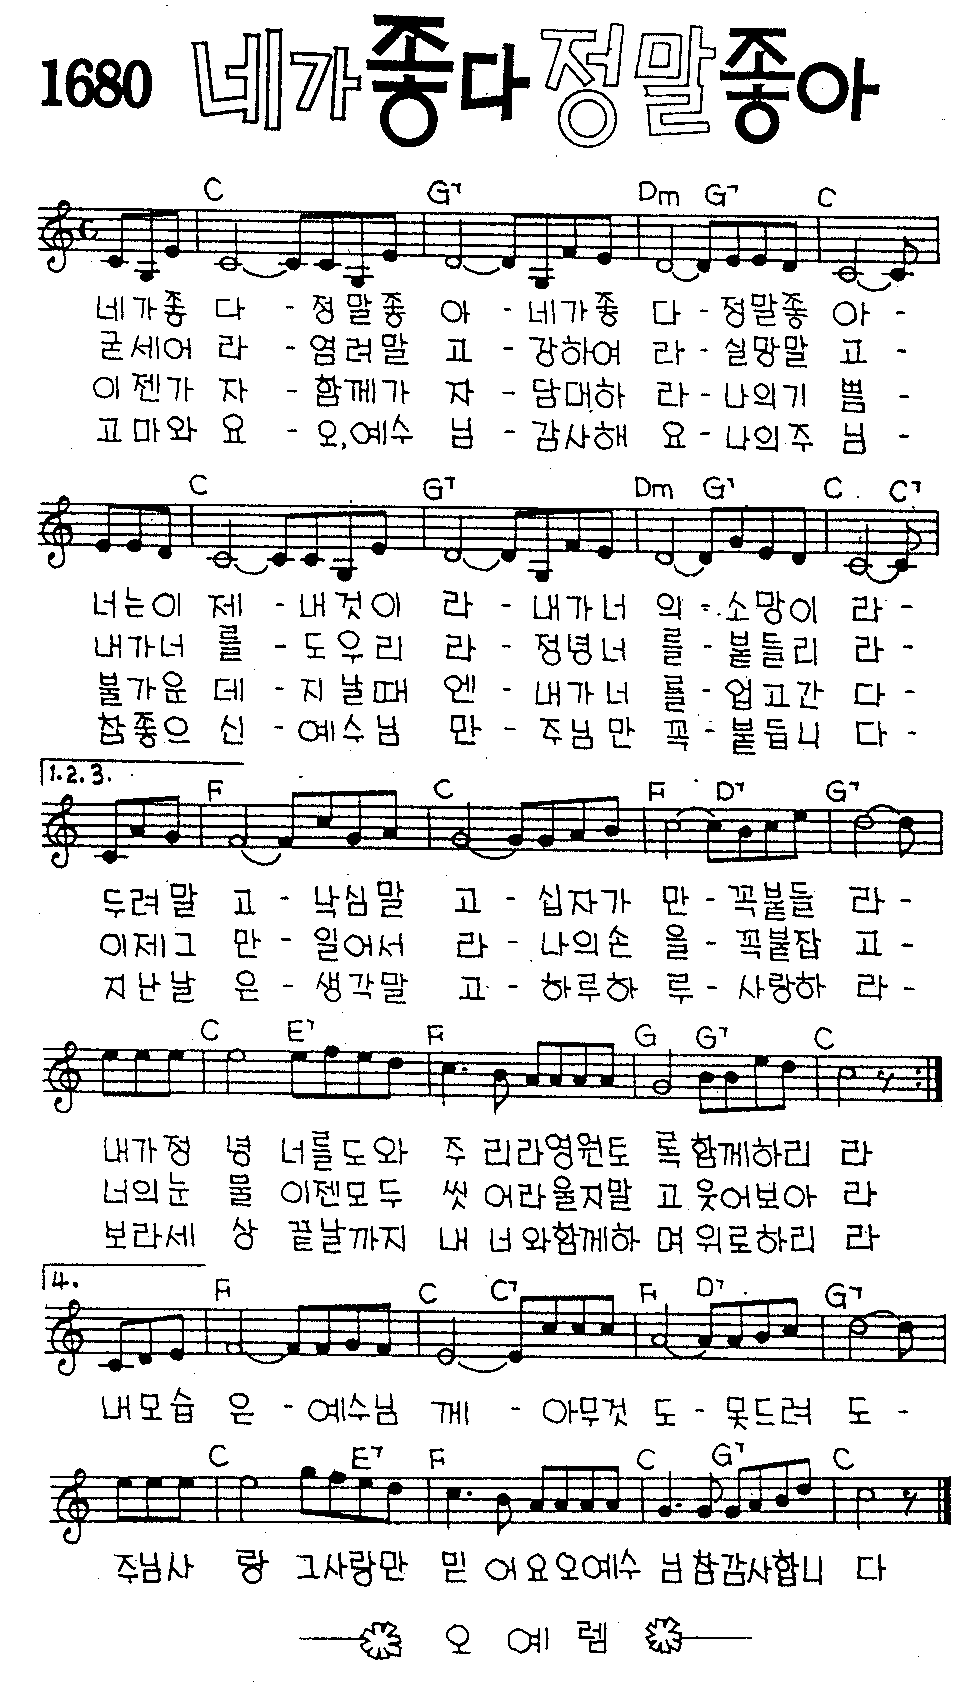 1680 네가좋다 정말좋아
C G7 Dm G7 C
네가좋 다 - 정말좋 아 - 네가좋 다 - 정말좋 아 -
굳세어 라 - 염려말 고 - 강하여 라 - 실망말 고 -
이젠가 자 - 함께가 자 - 담대하 라 - 나의기 쁨 -
고마와 요 - 오,예수 님 - 감사해 요 - 나의주 님 -
C G7 Dm G7 C C7
너는이 제 - 내것이 라 - 내가너 의 - 소망이 라 -
내가너 를 - 도우리 라 - 정녕너 를 - 붙들리 라 -
불가운 데 - 지날때 엔 - 내가너 를 - 업고간 다 -
참좋으 신 - 예수님 만 - 주님만 꼭 - 붙듭니 다 -
1.2.3.
F C F D7 G7
두려말 고 - 낙심말 고 - 십자가 만 - 꼭붙들 라 -
이제그 만 - 일어서 라 - 나의손 을 - 꼭붙잡 고 -
지난날 은 - 생각말 고 - 하루하 루 - 사랑하 라 -
C E7 F G G7 C
내가정 녕 너를도와 주 리라영원토 록 함께하리 라
너의눈 물 이젠모두 씻 어라울지말 고 웃어보아 라
보라세 상 끝날까지 내 너와함께하 며 위로하리 라
4.
F C C7 F D7 G7
내모습 은 - 예수님 께 - 아무것 도 - 못드려 도 -
C E7 F C G7 C
주님사 랑 그사랑만 믿 어요오예수 님 참감사합니 다
오 예 렘